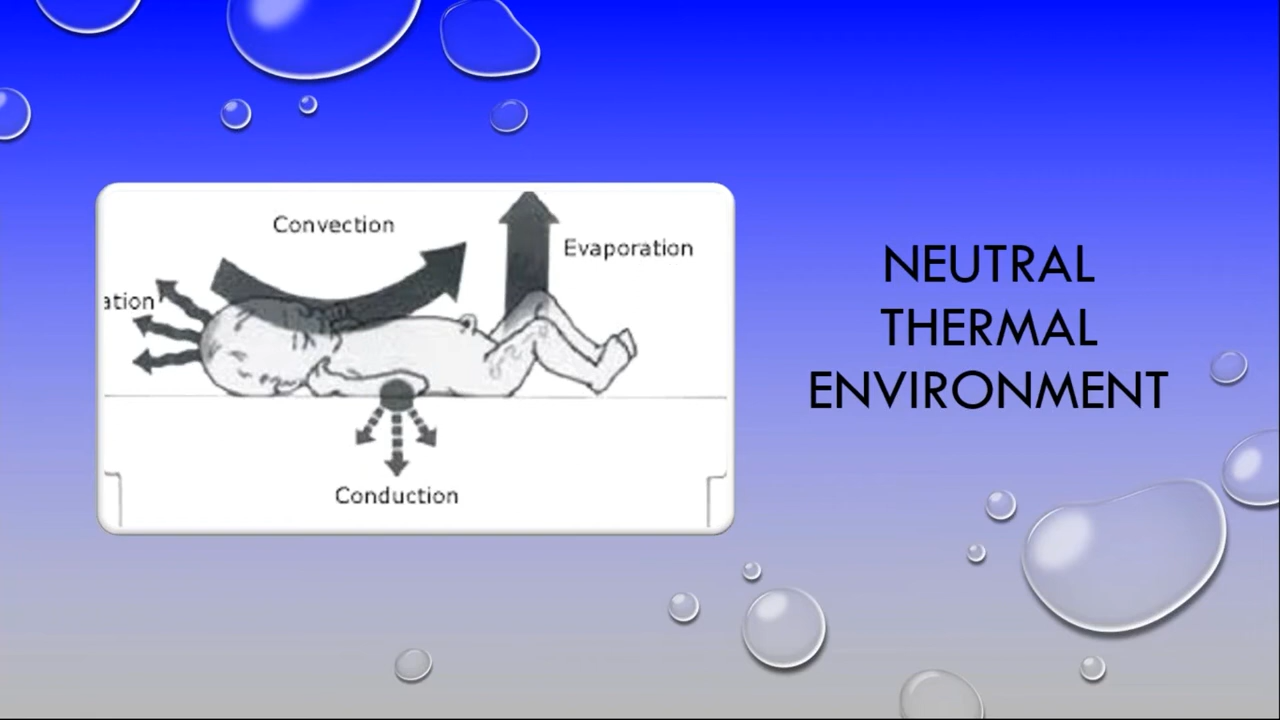 Convection
Evaporation
ation
Conduction
NEUTRAL
THERMAL
ENVIRONMENT